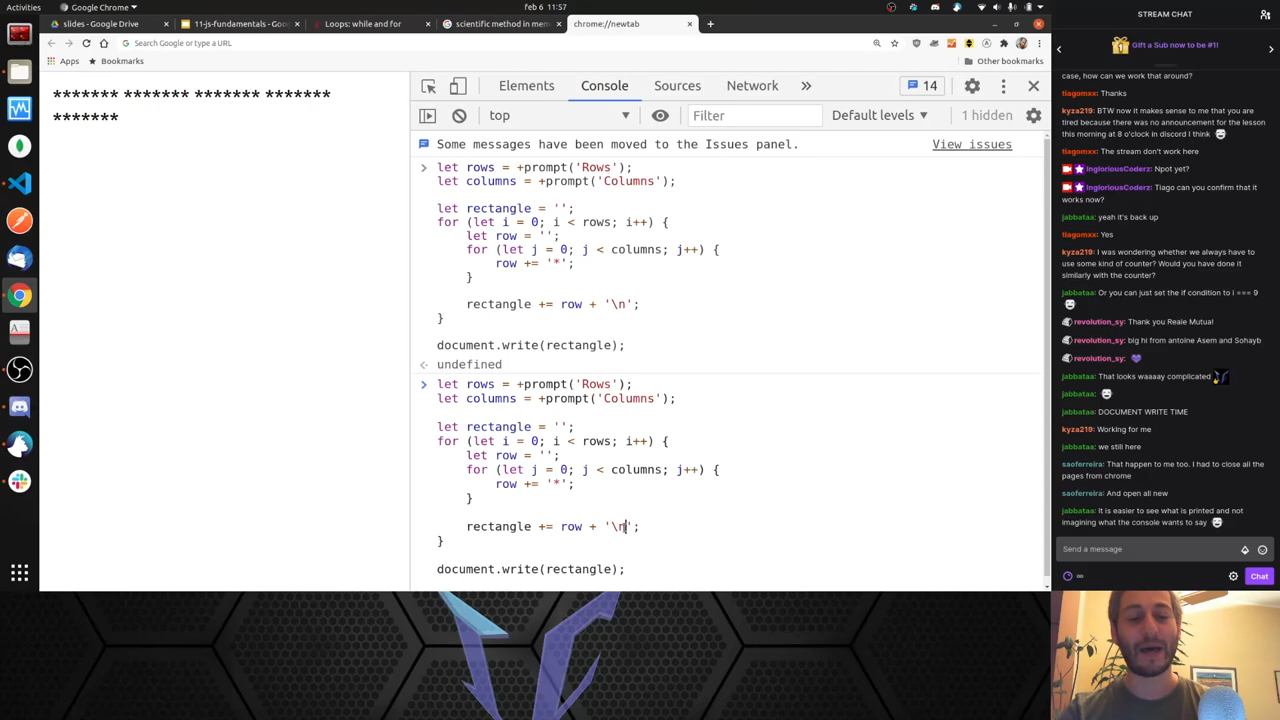 Activities
Google Chrome
feb 6 11:57
STREAM CHAT
slides - Google Drive
11-js-fundamentals - Goog
Loops: while and for
scientific method in mem
chrome://newtab
Search Google or type a URL
Apps
Bookmarks
Other bookmarks
******* ******* ******* *******
*******
Elements
Console
Sources
Network
14
top
Filter
Default levels
1 hidden
Some messages have been moved to the Issues panel.
View issues
let rows = +prompt('Rows');
let columns = +prompt('Columns');
let rectangle = '';
for (let i = 0; i < rows; i++) {
let row = '';
for (let j = 0; j < columns; j++) {
row += '*';
}
rectangle += row + '\n';
}
document.write(rectangle);
undefined
let rows = +prompt('Rows');
let columns = +prompt('Columns');
let rectangle = '';
for (let i = 0; i < rows; i++) {
let row = '';
for (let j = 0; j < columns; j++) {
row += '*';
}
rectangle += row + '\n';
}
document.write(rectangle);
Gift a Sub now to be #1!
case, how can we work that around?
tiagomxx: Thanks
kyza219: BTW now it makes sense to me that you are
tired because there was no announcement for the lesson
this morning at 8 o'clock in discord I think
tiagomxx: The stream don't work here
IngloriousCoderz: Npot yet?
IngloriousCoderz: Tiago can you confirm that it
works now?
jabbataa: yeah it's back up
tiagomxx: Yes
kyza219: I was wondering whether we always have to
use some kind of counter? Would you have done it
similarly with the counter?
jabbataa: Or you can just set the if condition to i === 9
revolution_sy: Thank you Reale Mutua!
revolution_sy: big hi from antoine Asem and Sohayb
revolution_sy:
jabbataa: That looks waaaay complicated
jabbataa:
jabbataa: DOCUMENT WRITE TIME
kyza219: Working for me
jabbataa: we still here
saoferreira: That happen to me too. I had to close all the
pages from chrome
saoferreira: And open all new
jabbataa: It is easier to see what is printed and not
imagining what the console wants to say
Send a message
∞
Chat